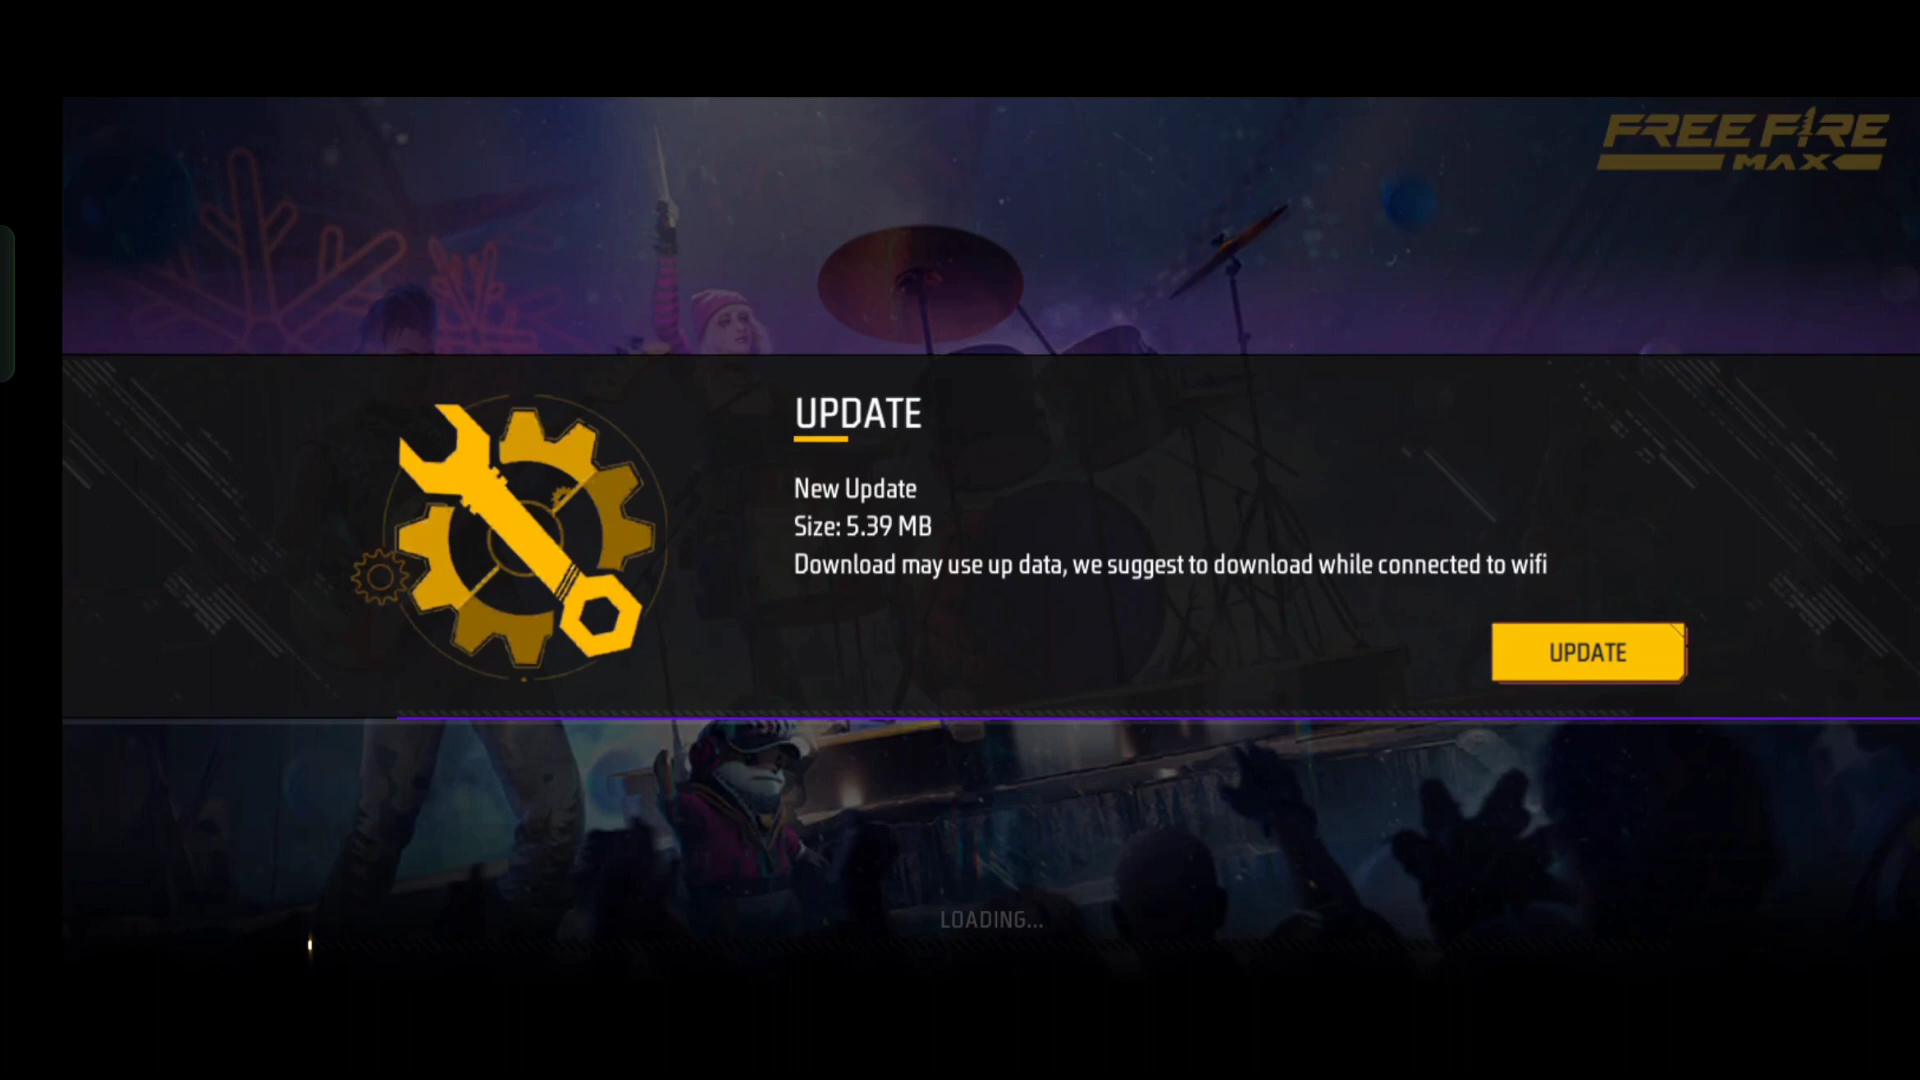 FREE FIRE
MAX
UPDATE
New Update
Size: 5.39 MB
Download may use up data, we suggest to download while connected to wifi
UPDATE
LOADING...